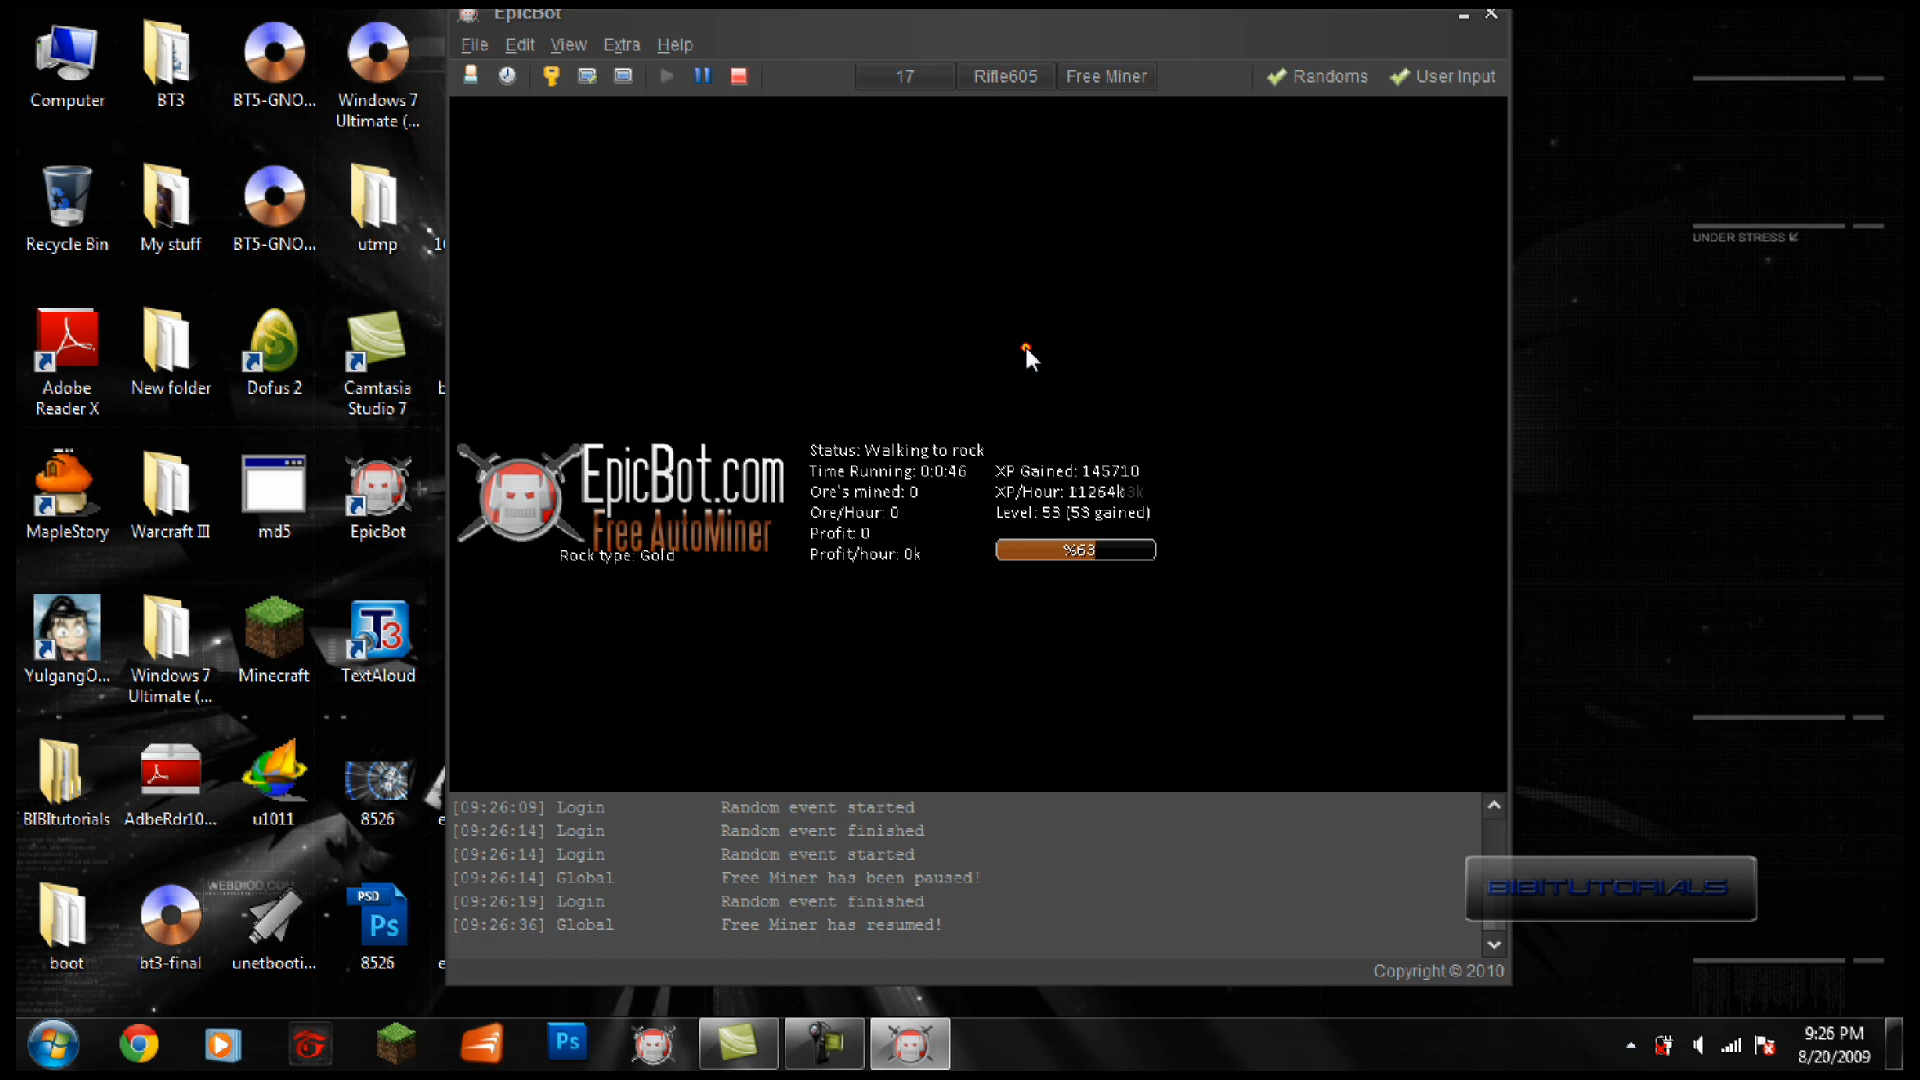 EpicBot
File Edit View Extra Help
17 Rifle605 Free Miner Randoms User Input
Computer
BT3
BT5-GNO...
Windows 7
Ultimate (...
Recycle Bin
My stuff
BT5-GNO...
utmp
Adobe
Reader X
New folder
Dofus 2
Camtasia
Studio 7
MapleStory
Warcraft III
md5
EpicBot
YulgangO...
Windows 7
Ultimate (...
Minecraft
TextAloud
BIBItutorials
AdbeRdr10...
u1011
8526
boot
bt3-final
unetbooti...
8526
PSD
Ps
T3
WEBDIOO.COM
UNDER STRESS
EpicBot.com
Free AutoMiner
Rock type: Gold
Status: Walking to rock
Time Running: 0:0:46
Ore's mined: 0
Ore/Hour: 0
Profit: 0
Profit/hour: 0k
XP Gained: 145710
XP/Hour: 11264k
Level: 53 (53 gained)
%63
[09:26:09] Login Random event started
[09:26:14] Login Random event finished
[09:26:14] Login Random event started
[09:26:14] Global Free Miner has been paused!
[09:26:19] Login Random event finished
[09:26:36] Global Free Miner has resumed!
BIBITUTORIALS
Copyright © 2010
Ps
9:26 PM
8/20/2009